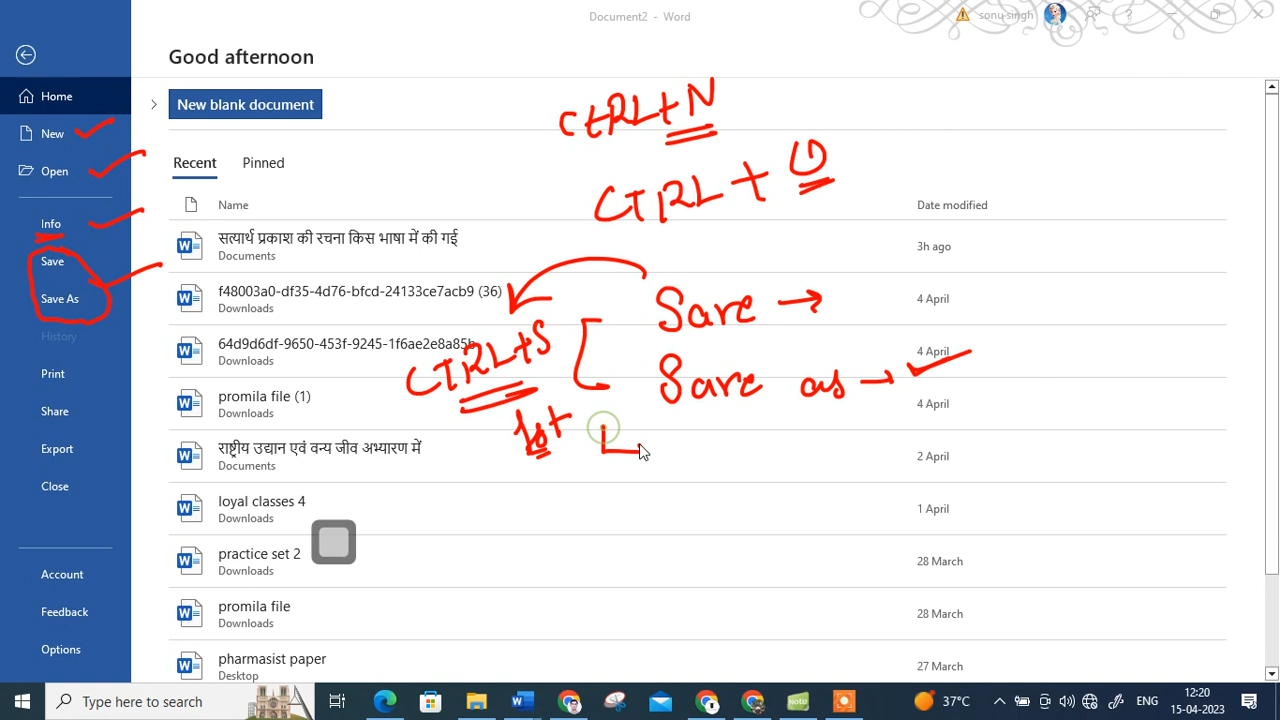 Document2 - Word
sonu-singh
Good afternoon
Home
New
Open
Info
Save
Save As
History
Print
Share
Export
Close
Account
Feedback
Options
New blank document
CTRL+N
Recent
Pinned
CTRL + O
Name
Date modified
सत्यार्थ प्रकाश की रचना किस भाषा में की गई
Documents
3h ago
f48003a0-df35-4d76-bfcd-24133ce7acb9 (36)
Downloads
4 April
Save →
64d9d6df-9650-453f-9245-1f6ae2e8a85b
Downloads
4 April
CTRL+S
Save as →
promila file (1)
Downloads
4 April
राष्ट्रीय उद्यान एवं वन्य जीव अभ्यारण में
Documents
2 April
loyal classes 4
Downloads
1 April
practice set 2
Downloads
28 March
promila file
Downloads
28 March
pharmasist paper
Desktop
27 March
Type here to search
37°C
ENG
12:20
15-04-2023